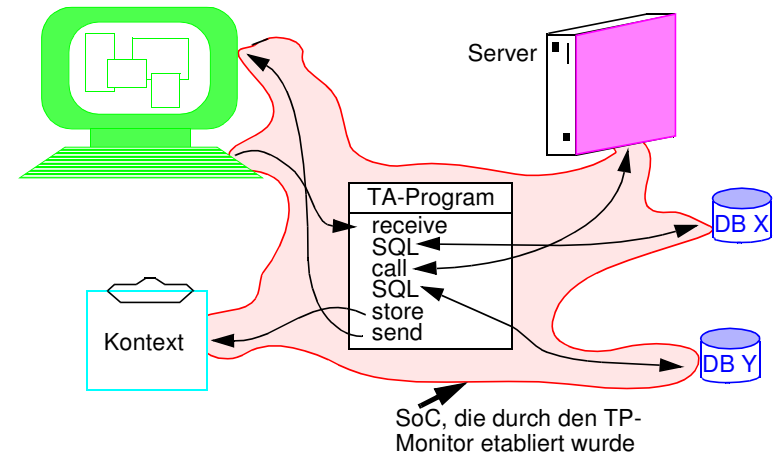 Server
TA-Program
receive
SQL
call
SQL
store
send
DB X
DB Y
Kontext
SoC, die durch den TP-
Monitor etabliert wurde